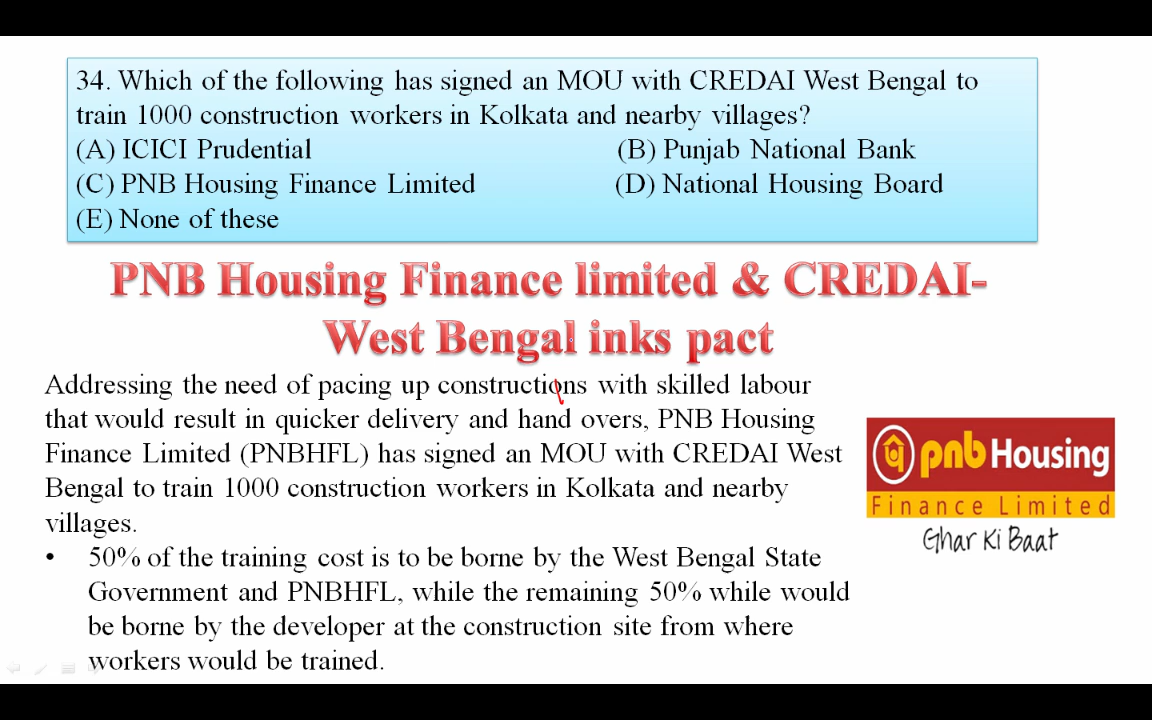 34. Which of the following has signed an MOU with CREDAI West Bengal to
train 1000 construction workers in Kolkata and nearby villages?
(A) ICICI Prudential (B) Punjab National Bank
(C) PNB Housing Finance Limited (D) National Housing Board
(E) None of these
PNB Housing Finance limited & CREDAI-
West Bengal inks pact
Addressing the need of pacing up constructions with skilled labour
that would result in quicker delivery and hand overs, PNB Housing
Finance Limited (PNBHFL) has signed an MOU with CREDAI West
Bengal to train 1000 construction workers in Kolkata and nearby
villages.
• 50% of the training cost is to be borne by the West Bengal State
Government and PNBHFL, while the remaining 50% while would
be borne by the developer at the construction site from where
workers would be trained.
pnb Housing
Finance Limited
Ghar Ki Baat